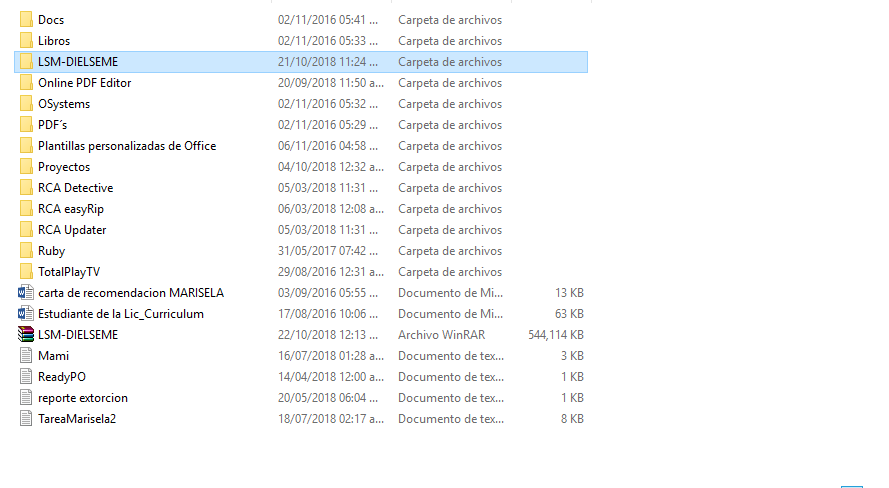 Docs 02/11/2016 05:41 ... Carpeta de archivos
Libros 02/11/2016 05:33 ... Carpeta de archivos
LSM-DIELSEME 21/10/2018 11:24 ... Carpeta de archivos
Online PDF Editor 20/09/2018 11:50 a... Carpeta de archivos
OSystems 02/11/2016 05:32 ... Carpeta de archivos
PDF´s 02/11/2016 05:29 ... Carpeta de archivos
Plantillas personalizadas de Office 06/11/2016 04:58 ... Carpeta de archivos
Proyectos 04/10/2018 12:32 a... Carpeta de archivos
RCA Detective 05/03/2018 11:31 ... Carpeta de archivos
RCA easyRip 06/03/2018 12:08 a... Carpeta de archivos
RCA Updater 05/03/2018 11:31 ... Carpeta de archivos
Ruby 31/05/2017 07:42 ... Carpeta de archivos
TotalPlayTV 29/08/2016 12:31 a... Carpeta de archivos
carta de recomendacion MARISELA 03/09/2016 05:55 ... Documento de Mi... 13 KB
Estudiante de la Lic_Curriculum 17/08/2016 10:06 ... Documento de Mi... 63 KB
LSM-DIELSEME 22/10/2018 12:13 ... Archivo WinRAR 544,114 KB
Mami 16/07/2018 01:28 a... Documento de tex... 3 KB
ReadyPO 14/04/2018 12:00 a... Documento de tex... 1 KB
reporte extorcion 20/05/2018 06:04 ... Documento de tex... 1 KB
TareaMarisela2 18/07/2018 02:17 a... Documento de tex... 8 KB